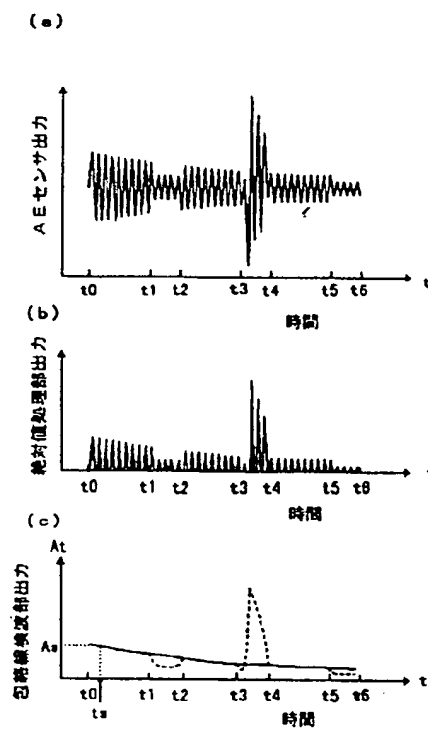 (a)
AEセンサ出力
t0 t1 t2 t3 t4 t5 t6 t
時間
(b)
絶対値処理部出力
t0 t1 t2 t3 t4 t5 t6 t
時間
(c)
At
包絡線検波部出力
As
t0 t1 t2 t3 t4 t5 t6 t
ts
時間